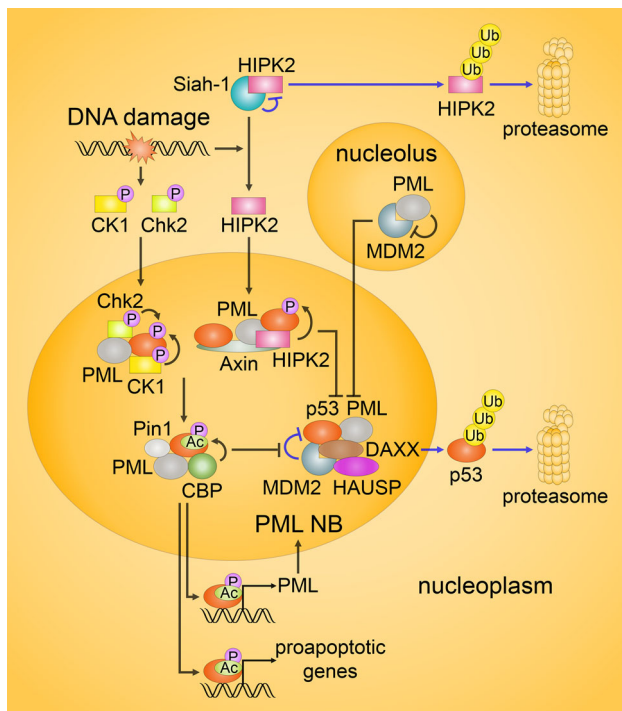 Ub
Ub
Ub
HIPK2
Siah-1
HIPK2
proteasome
DNA damage
nucleolus
P
P
PML
CK1
Chk2
HIPK2
MDM2
Chk2
P
P
P
PML
CK1
PML
P
Axin
HIPK2
p53
PML
Ub
Ub
Ub
Pin1
P
Ac
PML
CBP
DAXX
MDM2
HAUSP
p53
proteasome
PML NB
P
Ac
PML
nucleoplasm
P
Ac
proapoptotic
genes